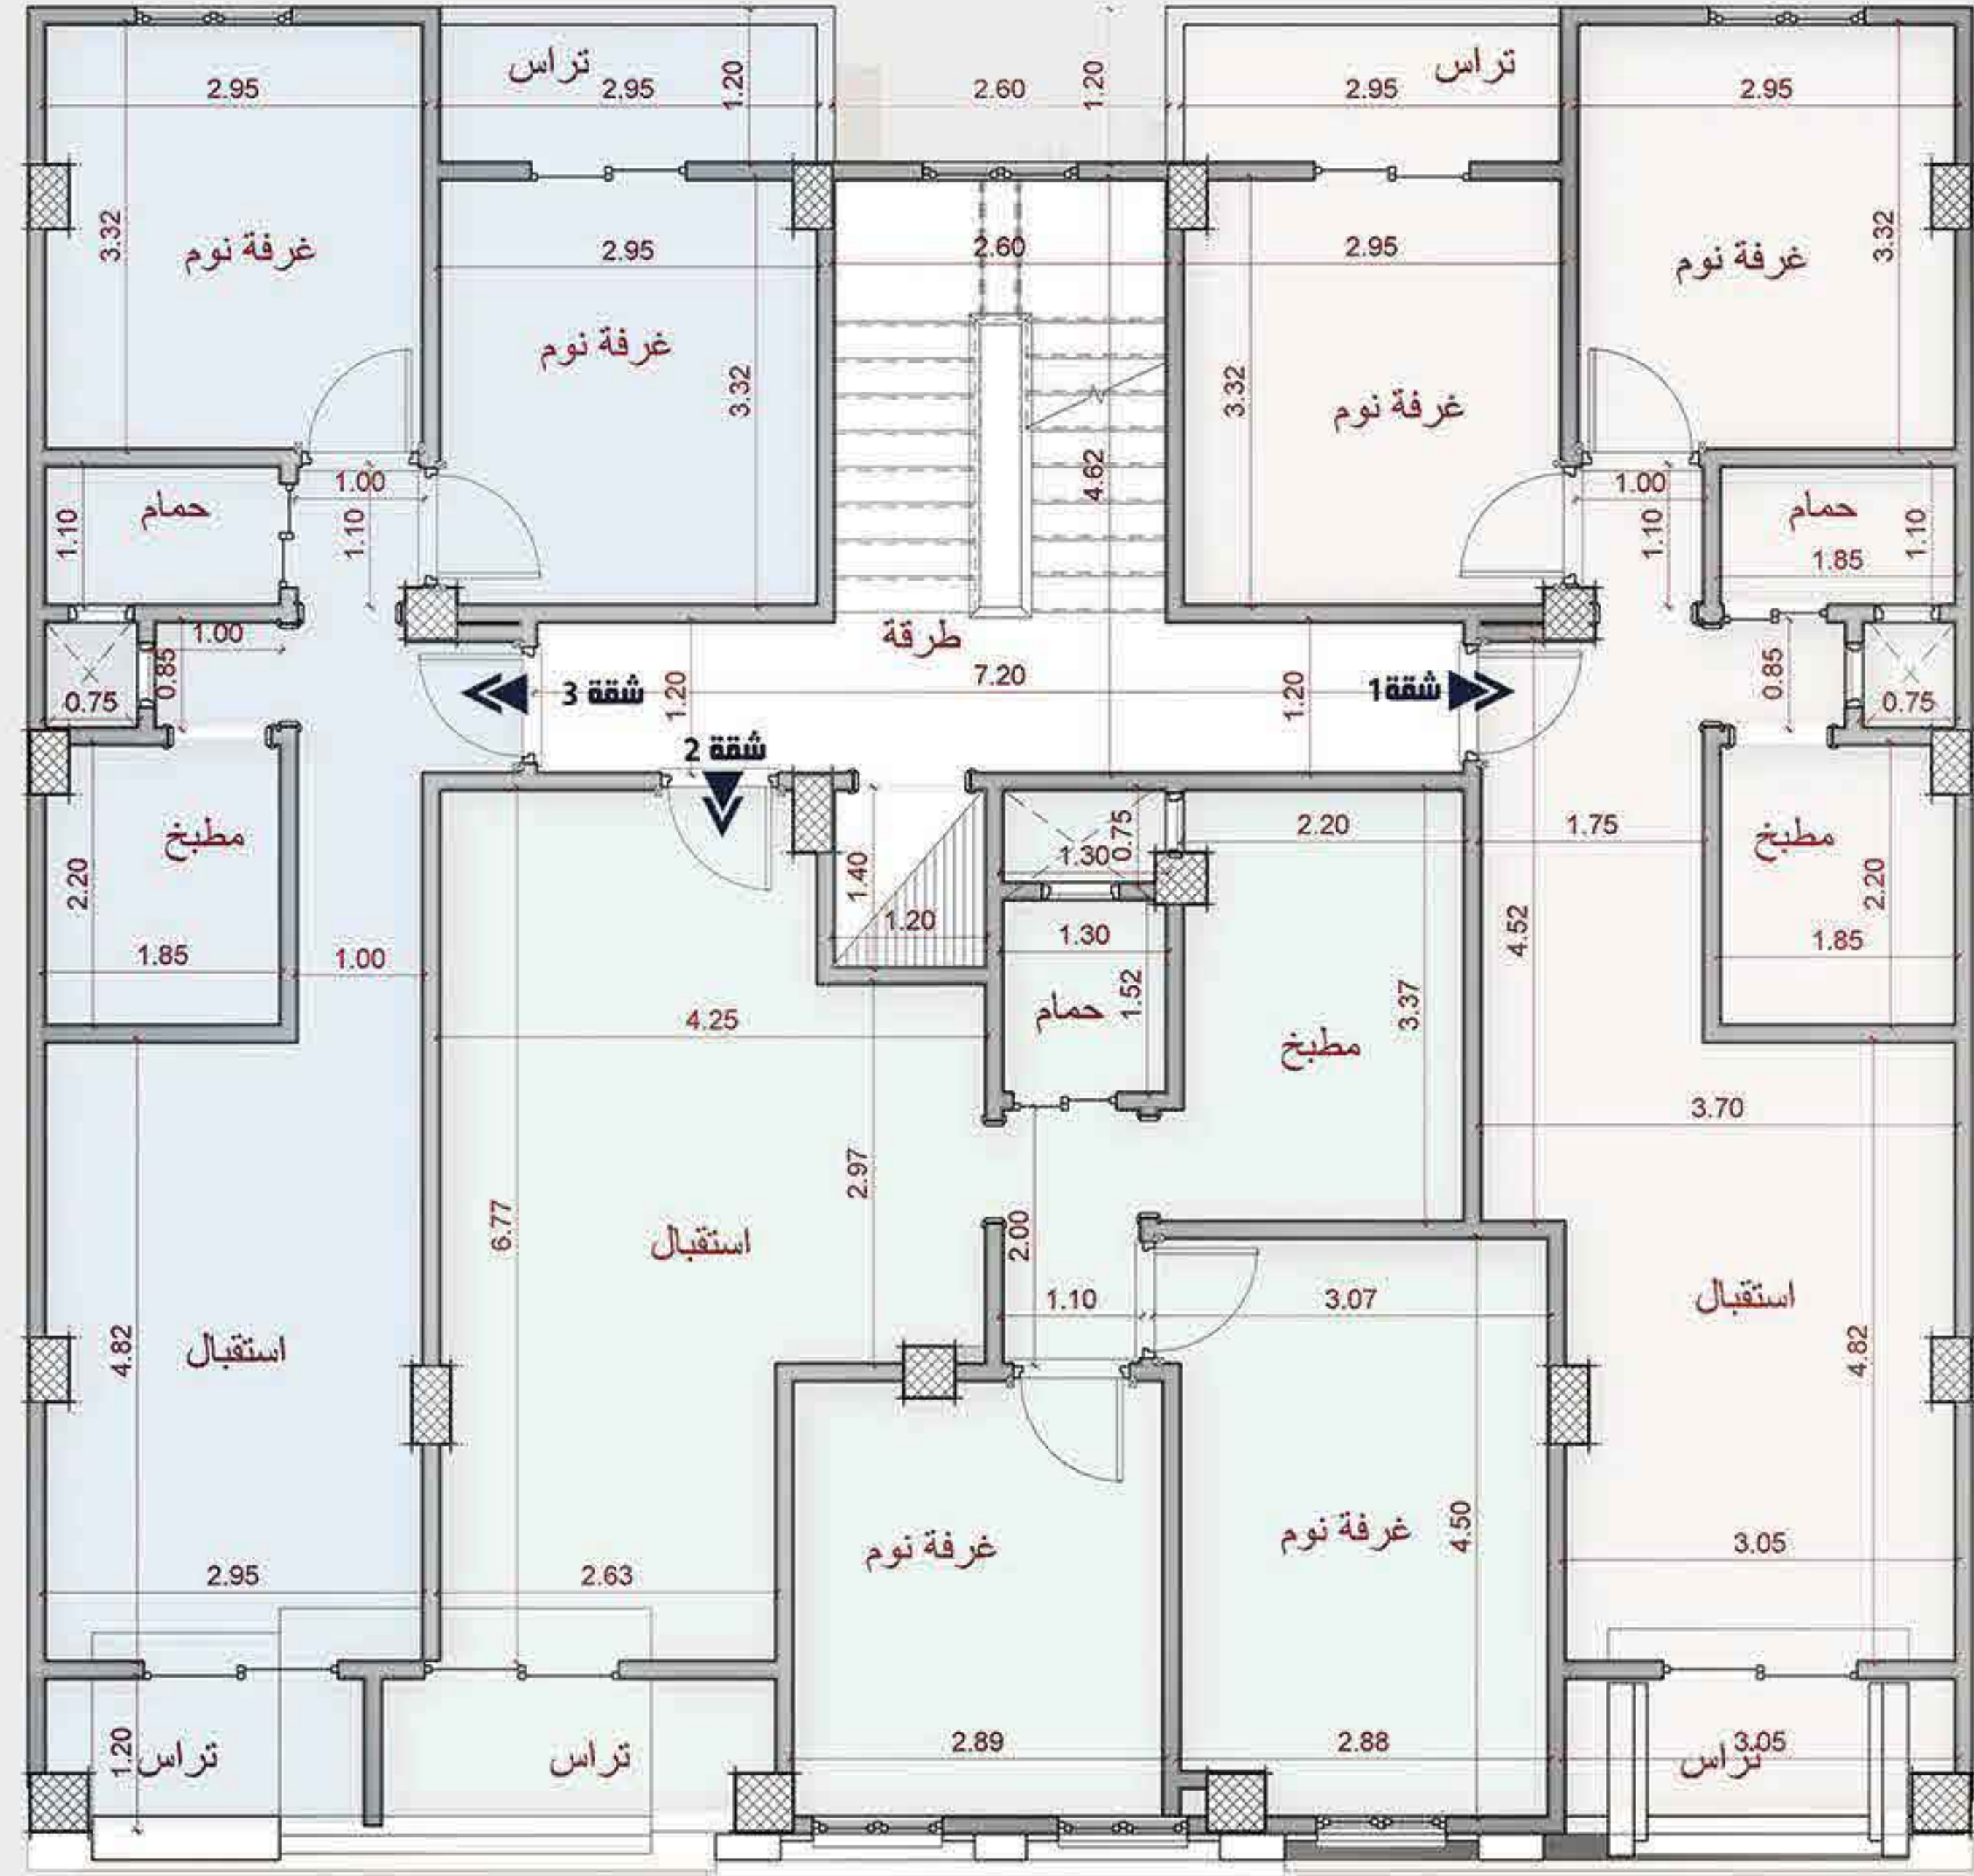 تراس
تراس
2.95
2.95
1.20
2.60
1.20
2.95
2.95
3.32
غرفة نوم
2.95
2.60
2.95
غرفة نوم
3.32
غرفة نوم
3.32
3.32
غرفة نوم
4.62
حمام
1.00
1.10
1.10
1.00
1.10
حمام
1.85
1.10
1.00
0.85
0.75
طرقة
7.20
شقة 3
1.20
1.20
شقة1
0.85
0.75
شقة 2
مطبخ
2.20
1.85
1.00
1.40
1.20
0.75
1.30
2.20
1.75
مطبخ
2.20
1.85
4.52
1.30
حمام
1.52
3.37
مطبخ
4.25
3.70
2.97
6.77
استقبال
2.00
1.10
3.07
استقبال
4.82
استقبال
4.82
غرفة نوم
غرفة نوم
4.50
3.05
2.95
2.63
1.20
تراس
تراس
2.89
2.88
3.05
تراس